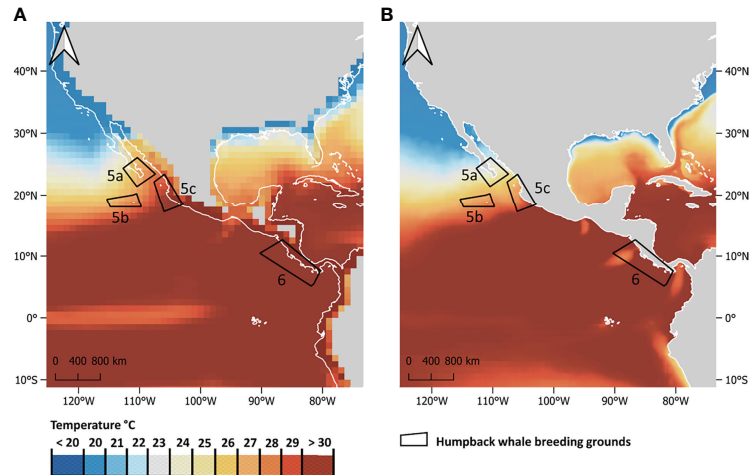 A
B
40°N
30°N
20°N
10°N
0°
10°S
5a
5b
5c
6
0 400 800 km
120°W 110°W 100°W 90°W 80°W
40°N
30°N
20°N
10°N
0°
10°S
5a
5b
5c
6
0 400 800 km
120°W 110°W 100°W 90°W 80°W
Temperature °C
< 20 20 21 22 23 24 25 26 27 28 29 > 30
Humpback whale breeding grounds